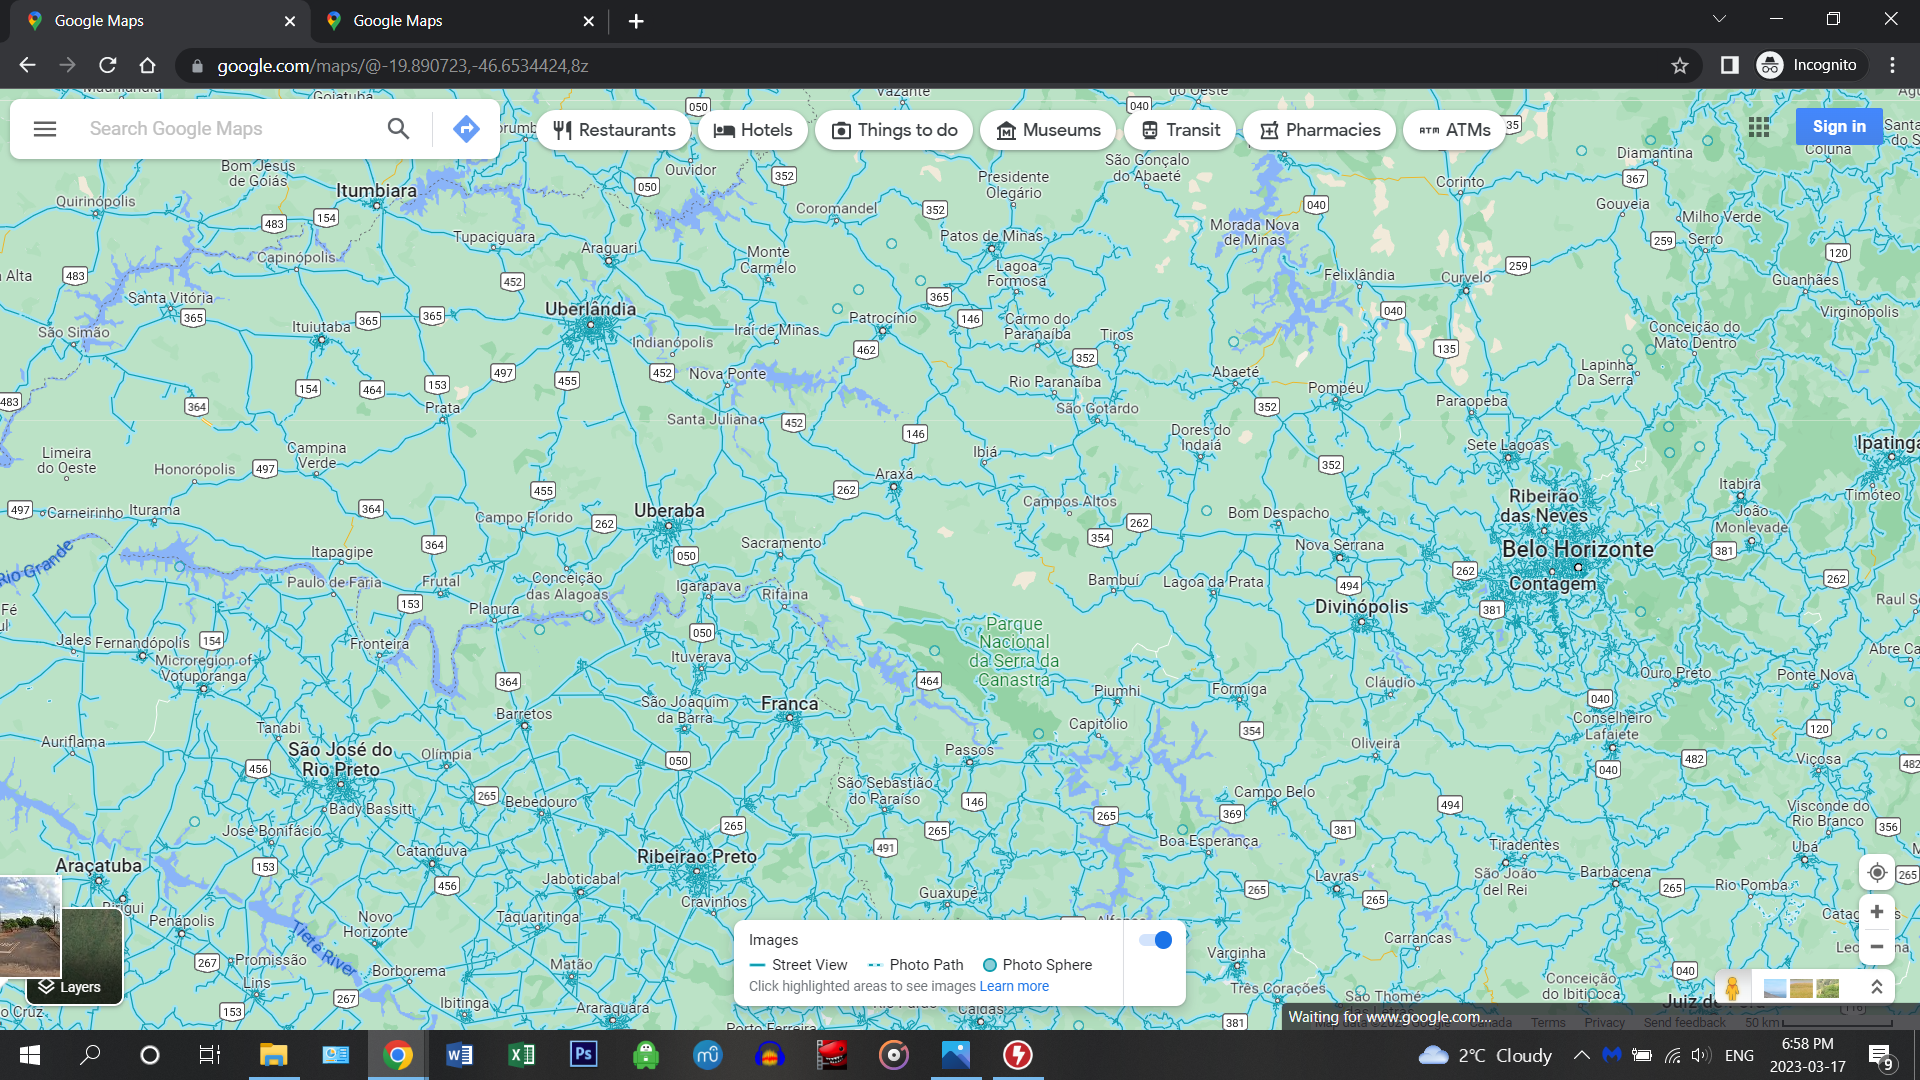 Google Maps
Google Maps
google.com/maps/@-19.890723,-46.6534424,8z
Incognito
Search Google Maps
Restaurants
Hotels
Things to do
Museums
Transit
Pharmacies
ATMs
Sign in
Vazante
Goiatuba
Bom Jesus
de Goiás
Itumbiara
Quirinópolis
Ouvidor
Presidente
Olegário
São Gonçalo
do Abaeté
Corinto
Diamantina
Coluna
Gouveia
Milho Verde
Serro
Coromandel
Patos de Minas
Morada Nova
de Minas
Tupaciguara
Araguari
Monte
Carmelo
Lagoa
Formosa
Felixlândia
Curvelo
Guanhães
Virginópolis
Capinópolis
Santa Vitória
São Simão
Ituiutaba
Uberlândia
Indianópolis
Iraí de Minas
Patrocínio
Carmo do
Paranaíba
Tiros
Conceição do
Mato Dentro
Lapinha
Da Serra
Nova Ponte
Rio Paranaíba
Abaeté
Pompéu
Paraopeba
Prata
Santa Juliana
São Gotardo
Dores do
Indaiá
Sete Lagoas
Ipatinga
Limeira
do Oeste
Honorópolis
Campina
Verde
Ibiá
Araxá
Campos Altos
Bom Despacho
Ribeirão
das Neves
Itabira
Timóteo
João
Monlevade
Carneirinho
Iturama
Campo Florido
Uberaba
Sacramento
Nova Serrana
Belo Horizonte
Contagem
Rio Grande
Itapagipe
Paulo de Faria
Frutal
Conceição
das Alagoas
Igarapava
Rifaina
Bambuí
Lagoa da Prata
Divinópolis
Planura
Parque
Nacional
da Serra da
Canastra
Jales
Fernandópolis
Fronteira
Microregion of
Votuporanga
Ituverava
Piumhi
Formiga
Cláudio
Ouro Preto
Ponte Nova
Tanabi
Barretos
São Joaquim
da Barra
Franca
Capitólio
Conselheiro
Lafaiete
Auriflama
São José do
Rio Preto
Olímpia
Passos
Oliveira
Viçosa
Bady Bassitt
Bebedouro
São Sebastião
do Paraíso
Campo Belo
Visconde do
Rio Branco
José Bonifácio
Catanduva
Ribeirao Preto
Boa Esperança
Tiradentes
Ubá
Araçatuba
Jaboticabal
Cravinhos
Guaxupé
Lavras
São João
del Rei
Barbacena
Rio Pomba
Penápolis
Novo
Horizonte
Taquaritinga
Tiete River
Promissão
Lins
Borborema
Matão
Ibitinga
Araraquara
Varginha
Carrancas
Três Corações
Conceição
do Ibitipoca
Layers
Images
Street View
Photo Path
Photo Sphere
Click highlighted areas to see images Learn more
Waiting for www.google.com...
Terms
Privacy
Send feedback
50 km
2°C Cloudy
ENG
6:58 PM
2023-03-17
9